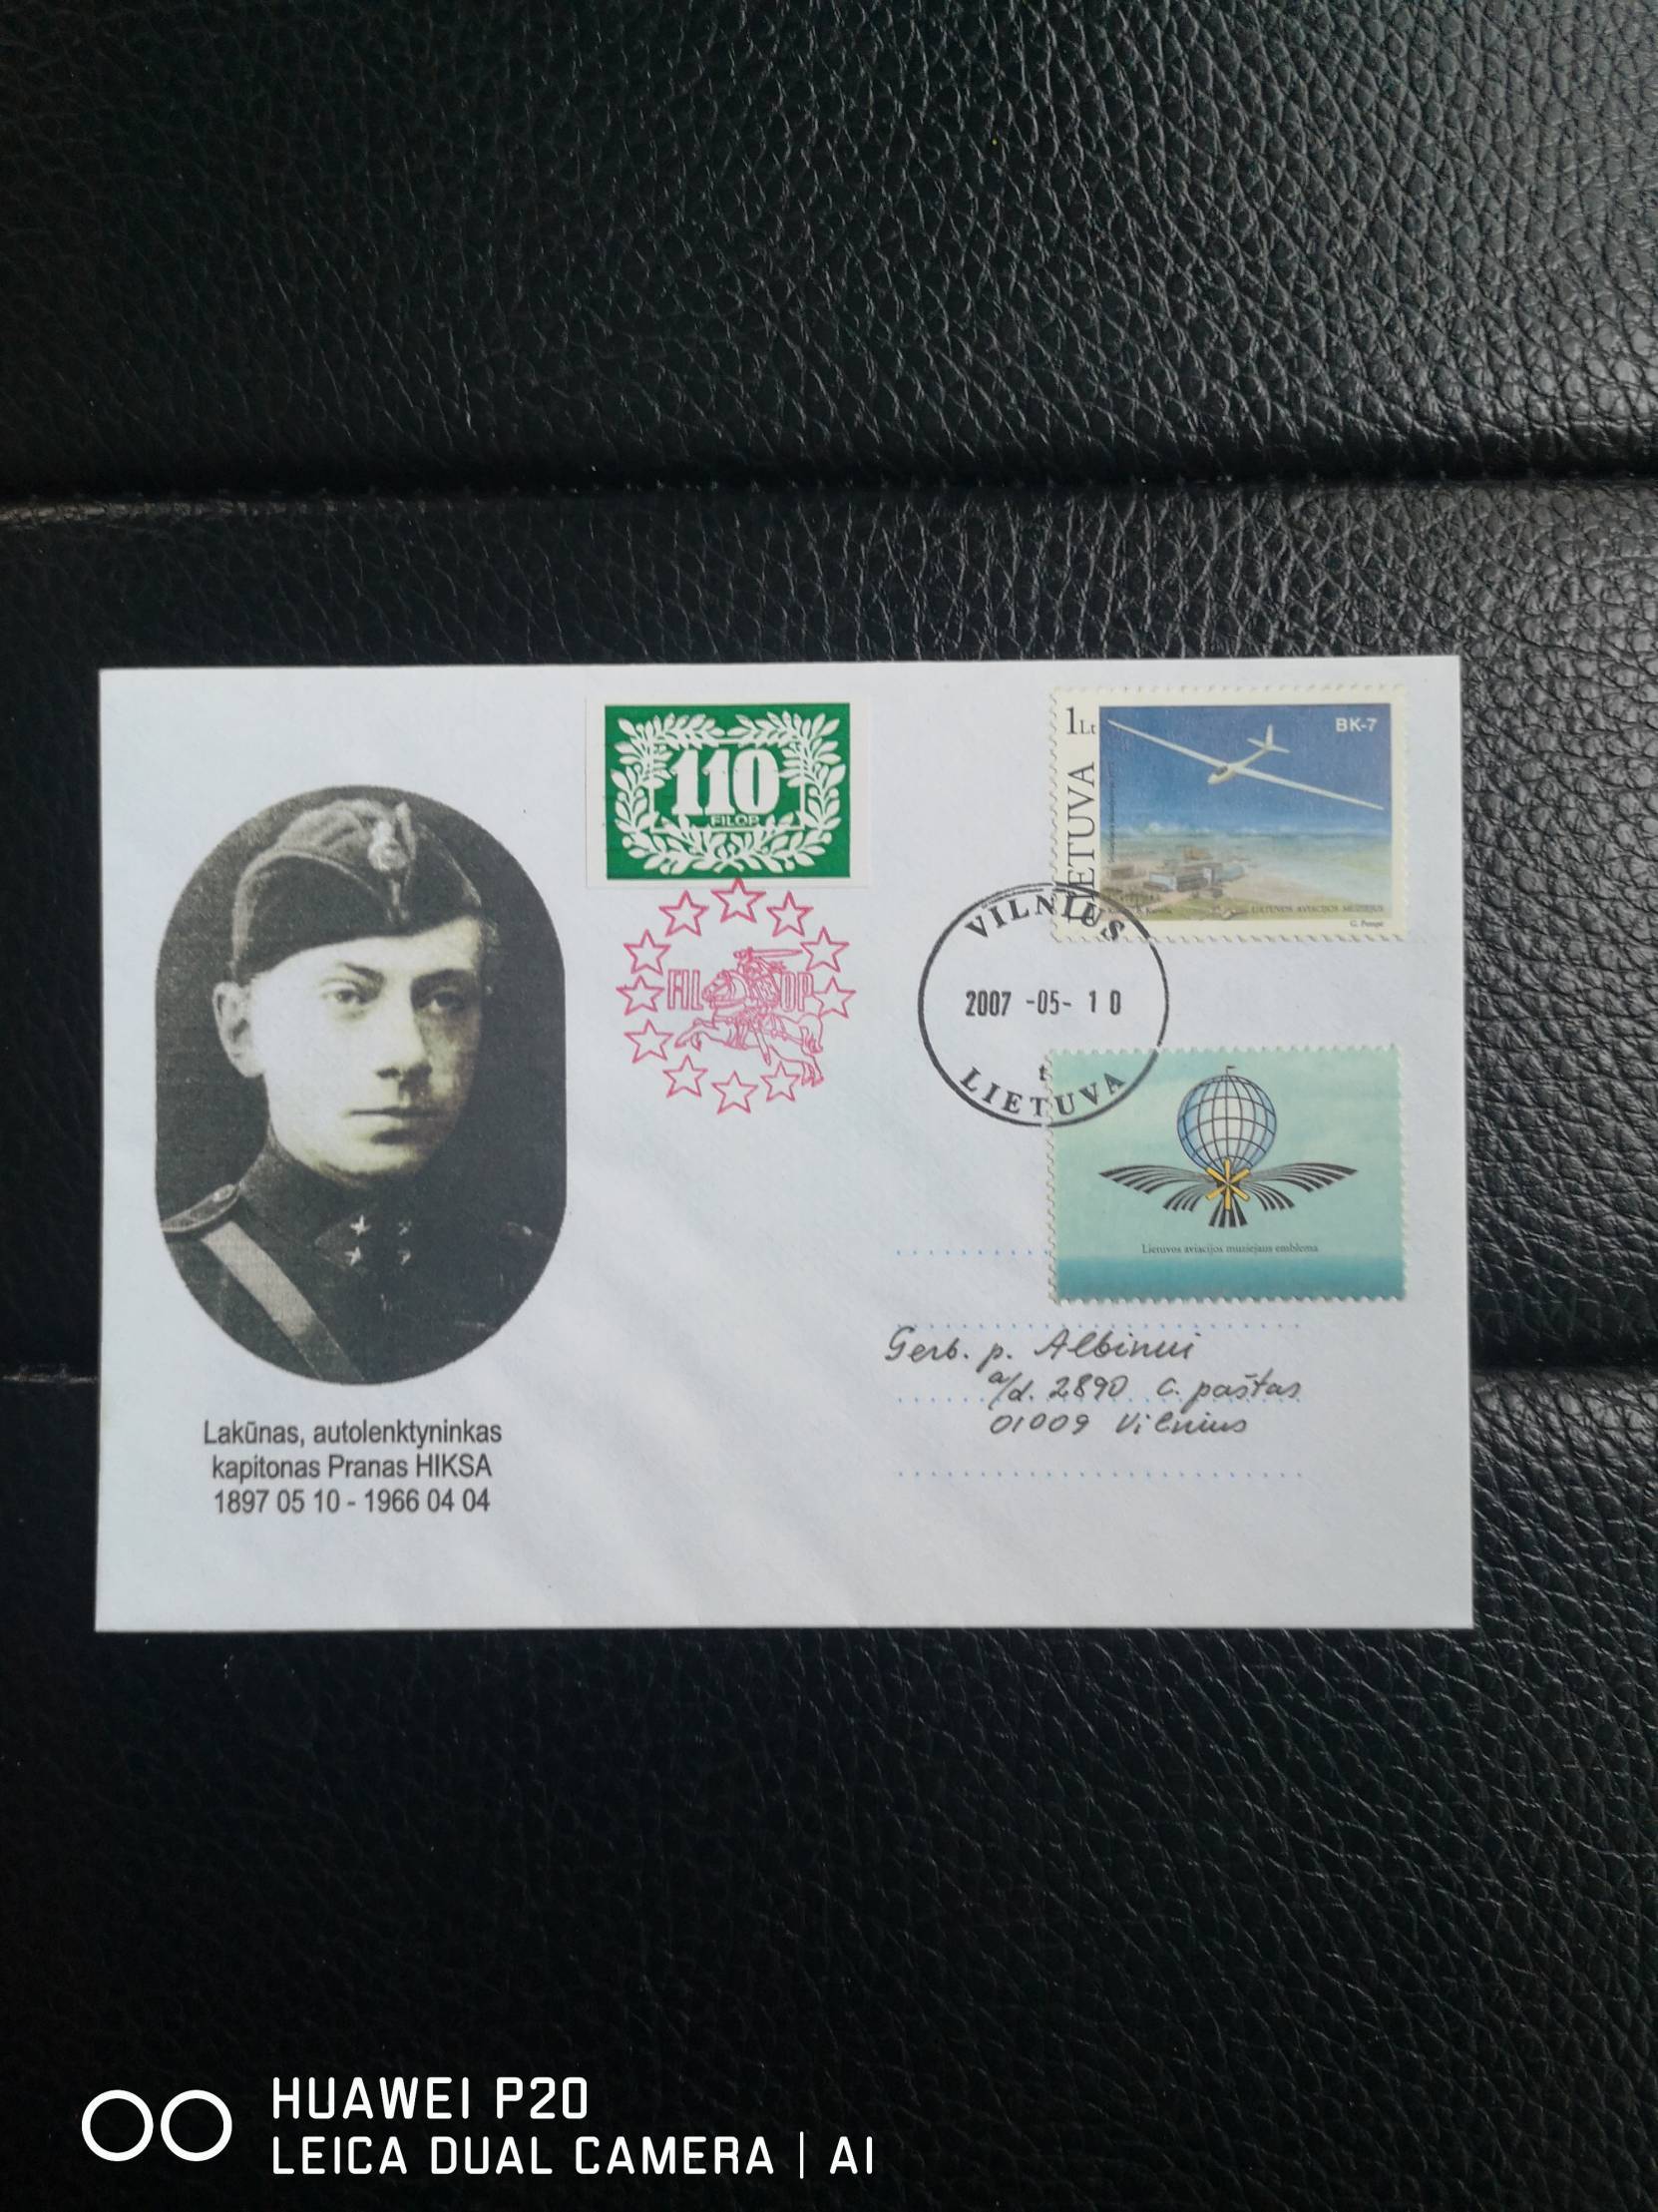 110
FILOP
FIL OP
1Lt
BK-7
LIETUVA
LIETUVOS AVIACIJOS MUZIEJUS
VILNIUS
2007 -05- 10
t
LIETUVA
Lietuvos aviacijos muziejaus emblema
Gerb. p. Albinui
a/d. 2890 c. paštas
01009 Vilnius
Lakūnas, autolenktyninkas
kapitonas Pranas HIKSA
1897 05 10 - 1966 04 04
HUAWEI P20
LEICA DUAL CAMERA | AI